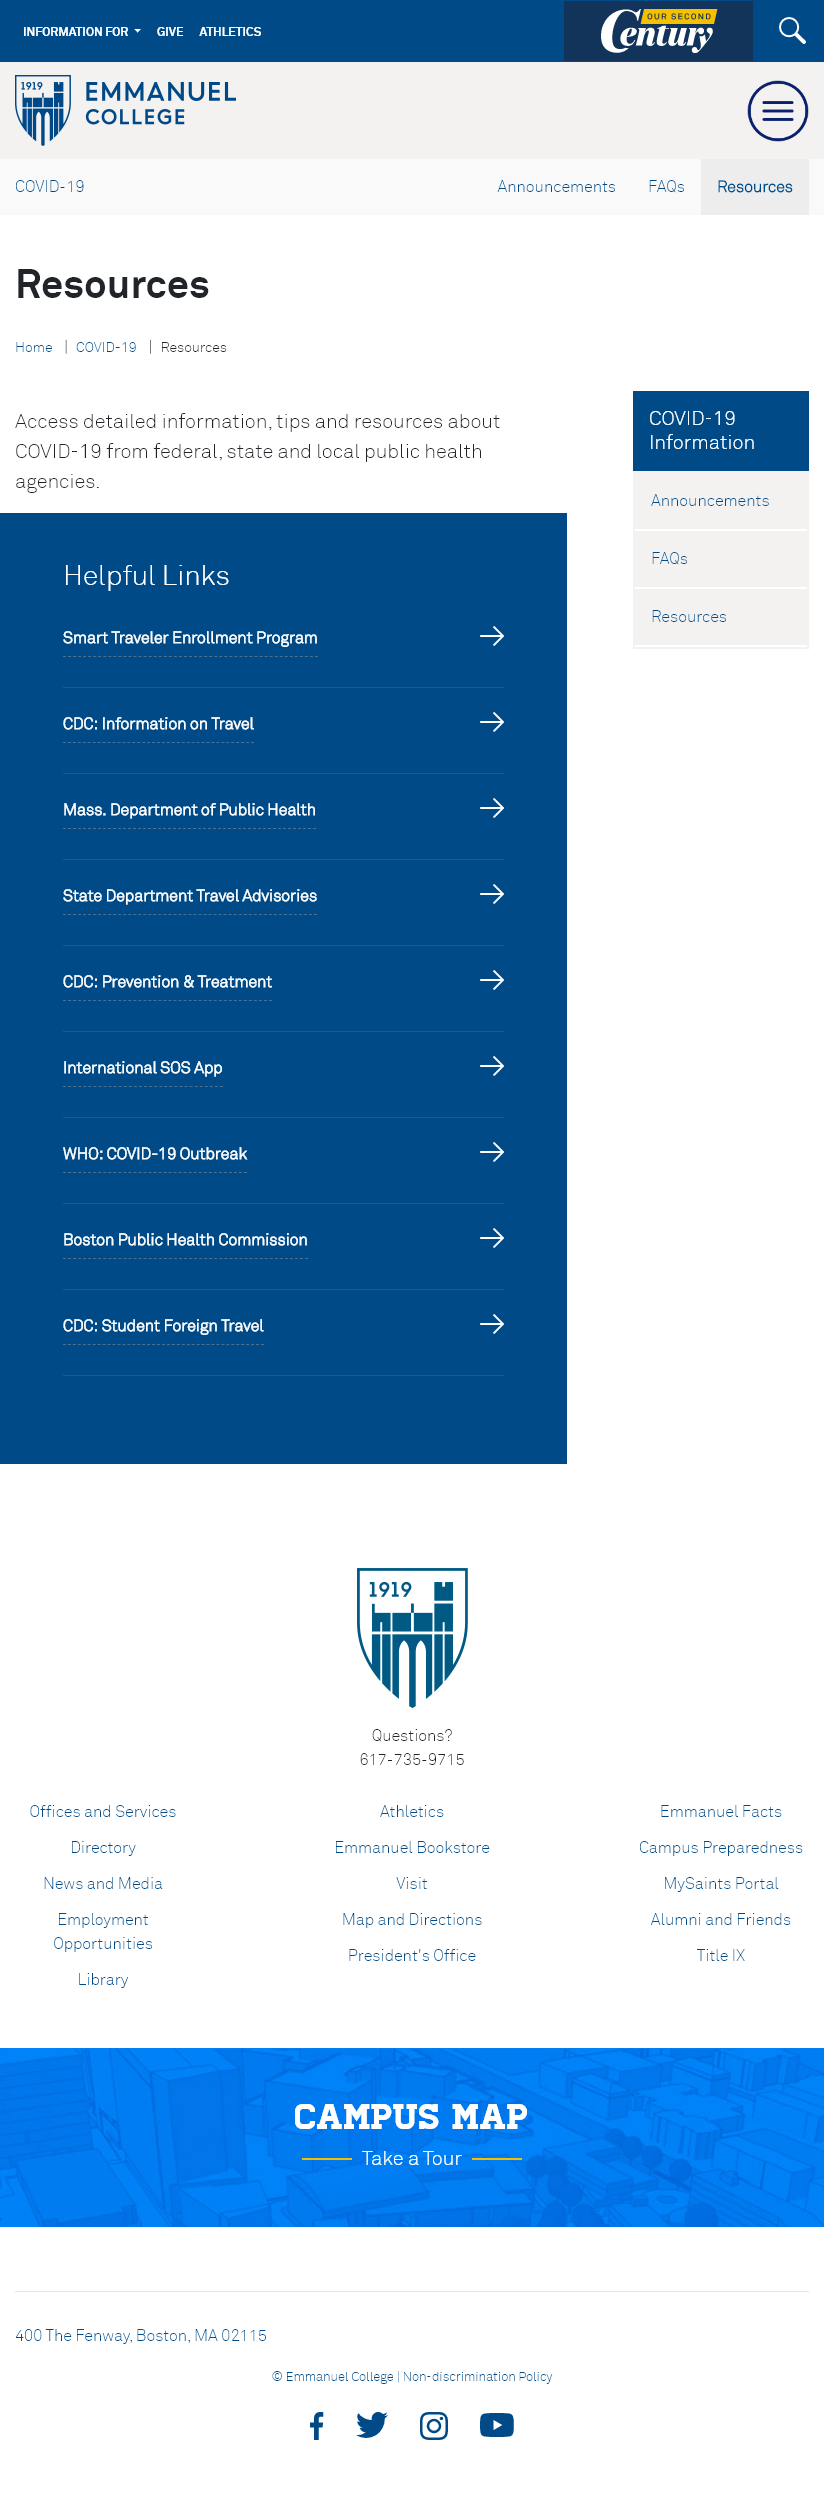 INFORMATION FOR
GIVE
ATHLETICS
OUR SECOND
Century
1919
EMMANUEL
COLLEGE
COVID-19
Announcements
FAQs
Resources
Resources
Home | COVID-19 | Resources
Access detailed information, tips and resources about
COVID-19 from federal, state and local public health
agencies.
COVID-19
Information
Announcements
FAQs
Resources
Helpful Links
Smart Traveler Enrollment Program
CDC: Information on Travel
Mass. Department of Public Health
State Department Travel Advisories
CDC: Prevention & Treatment
International SOS App
WHO: COVID-19 Outbreak
Boston Public Health Commission
CDC: Student Foreign Travel
1919
Questions?
617-735-9715
Offices and Services
Directory
News and Media
Employment
Opportunities
Library
Athletics
Emmanuel Bookstore
Visit
Map and Directions
President's Office
Emmanuel Facts
Campus Preparedness
MySaints Portal
Alumni and Friends
Title IX
CAMPUS MAP
Take a Tour
400 The Fenway, Boston, MA 02115
© Emmanuel College | Non-discrimination Policy